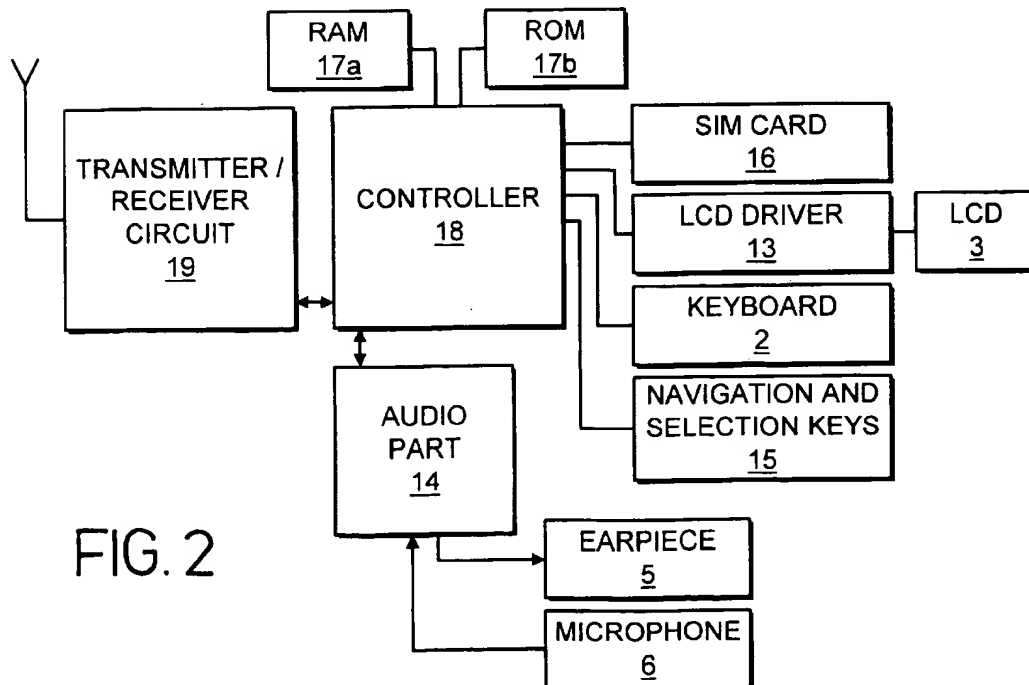 RAM
17a
ROM
17b
TRANSMITTER /
RECEIVER
CIRCUIT
19
CONTROLLER
18
SIM CARD
16
LCD DRIVER
13
LCD
3
KEYBOARD
2
NAVIGATION AND
SELECTION KEYS
15
AUDIO
PART
14
EARPIECE
5
MICROPHONE
6
FIG. 2